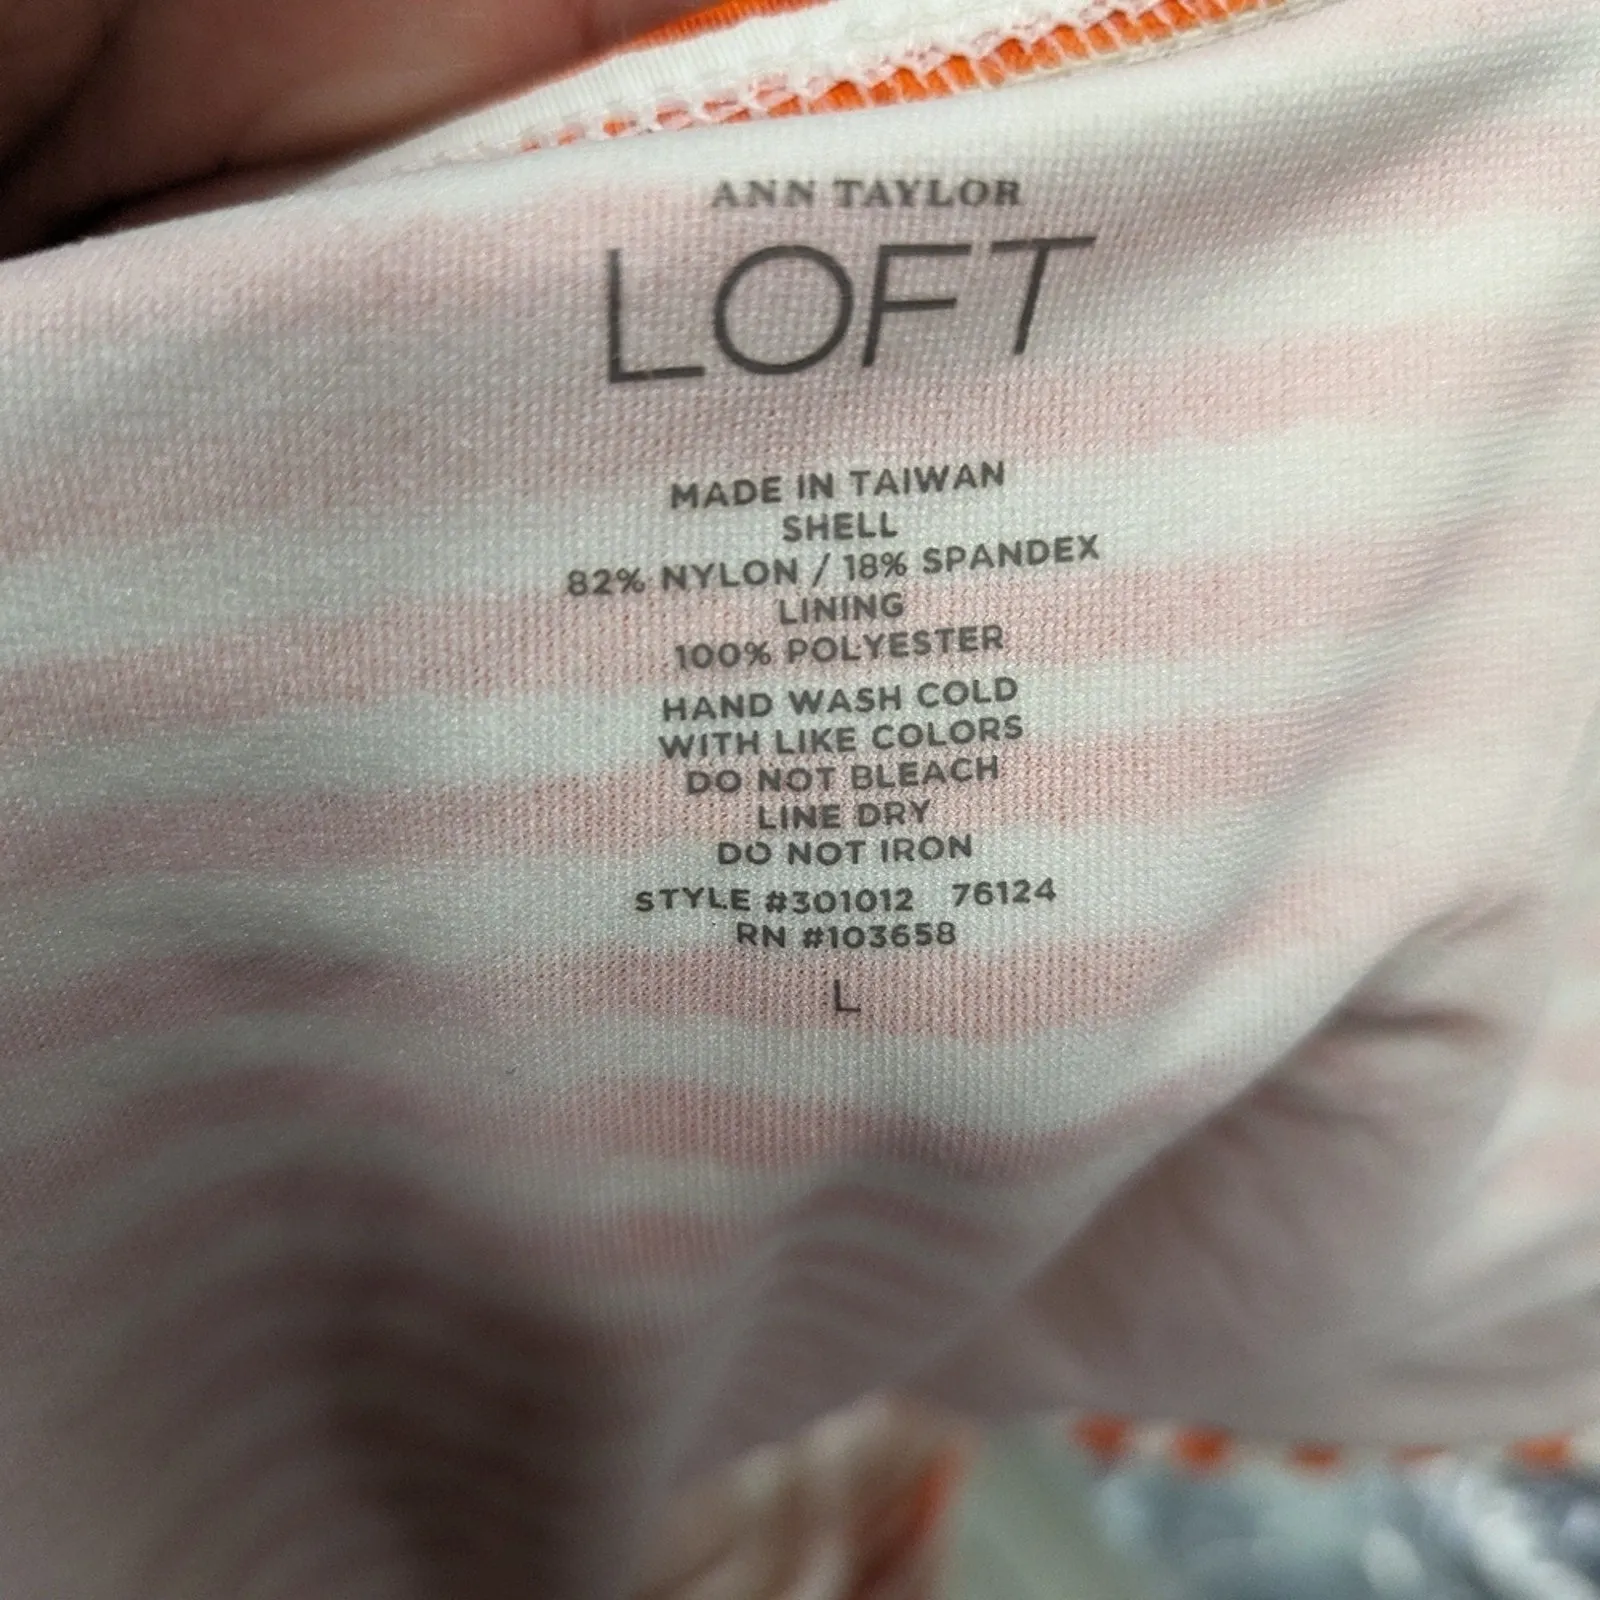 ANN TAYLOR
LOFT
MADE IN TAIWAN
SHELL
82% NYLON / 18% SPANDEX
LINING
100% POLYESTER
HAND WASH COLD
WITH LIKE COLORS
DO NOT BLEACH
LINE DRY
DO NOT IRON
STYLE #301012 76124
RN #103658
L